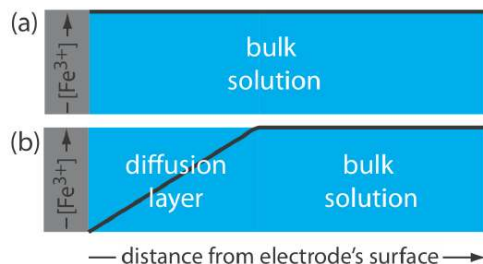 (a)
[Fe³⁺]
bulk
solution
(b)
[Fe³⁺]
diffusion
layer
bulk
solution
distance from electrode's surface